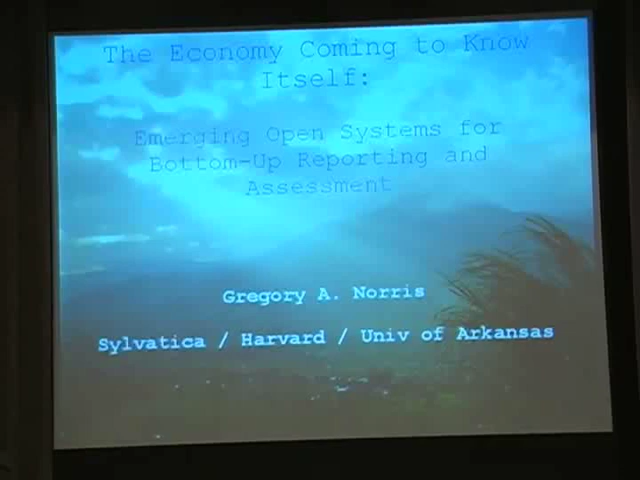 The Economy Coming to Know
Itself:
Emerging Open Systems for
Bottom-Up Reporting and
Assessment
Gregory A. Norris
Sylvatica / Harvard / Univ of Arkansas